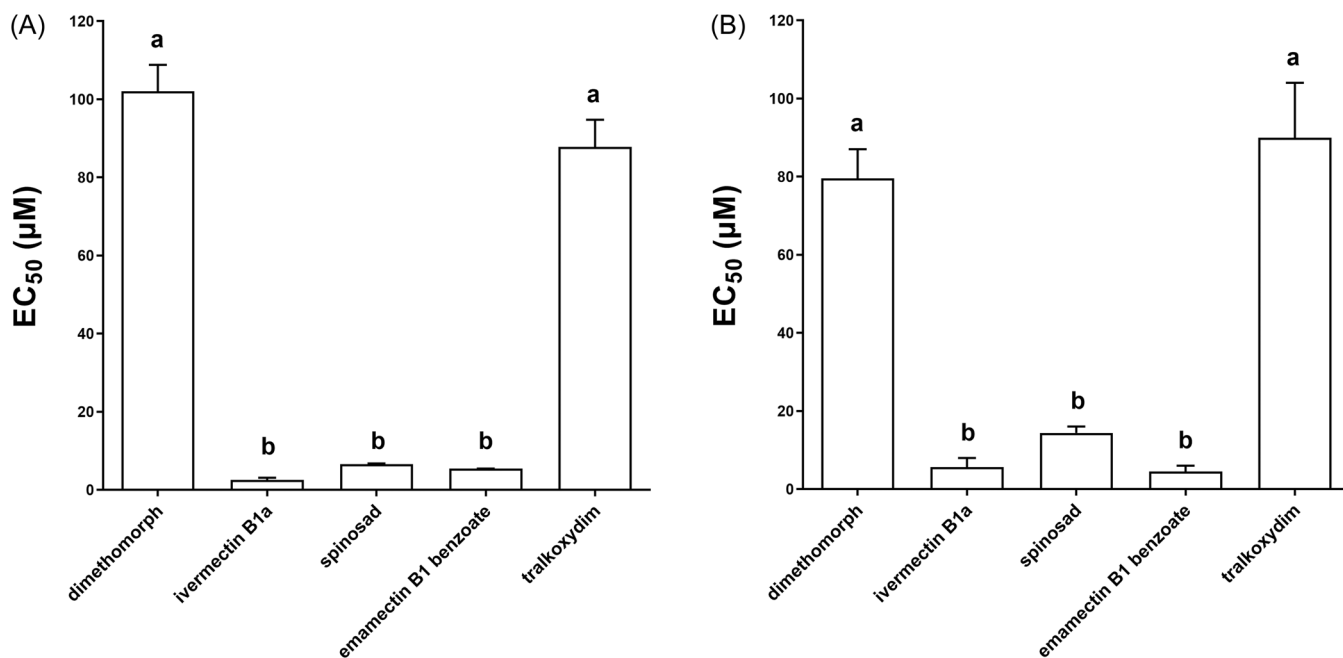 (A)
EC50 (µM)
120
100
80
60
40
20
0
a
b
b
b
a
dimethomorph
ivermectin B1a
spinosad
emamectin B1 benzoate
tralkoxydim
(B)
EC50 (µM)
120
100
80
60
40
20
0
a
b
b
b
a
dimethomorph
ivermectin B1a
spinosad
emamectin B1 benzoate
tralkoxydim